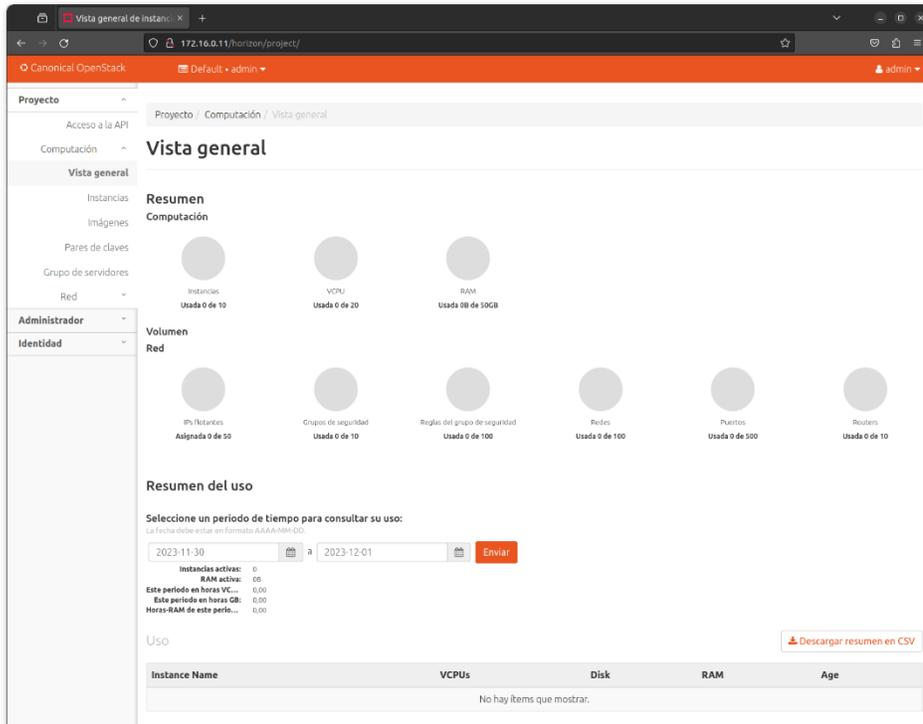 Vista general de instanci
172.16.0.11/horizon/project/
Canonical OpenStack
Default • admin
admin
Proyecto
Acceso a la API
Computación
Vista general
Instancias
Imágenes
Pares de claves
Grupo de servidores
Red
Administrador
Identidad
Proyecto / Computación / Vista general
Vista general
Resumen
Computación
Instancias VCPU RAM
Usada 0 de 10 Usada 0 de 20 Usada 0B de 50GB
Volumen
Red
IPs flotantes Grupos de seguridad Reglas del grupo de seguridad Redes Puertos Routers
Asignada 0 de 50 Usada 0 de 10 Usada 0 de 100 Usada 0 de 100 Usada 0 de 500 Usada 0 de 10
Resumen del uso
Seleccione un periodo de tiempo para consultar su uso:
La fecha debe estar en formato AAAA-MM-DD.
2023-11-30 a 2023-12-01 Enviar
Instancias activas: 0
RAM activa: 0B
Este periodo en horas VC... 0,00
Este periodo en horas GB: 0,00
Horas-RAM de este perio... 0,00
Uso
Descargar resumen en CSV
Instance Name VCPUs Disk RAM Age
No hay ítems que mostrar.